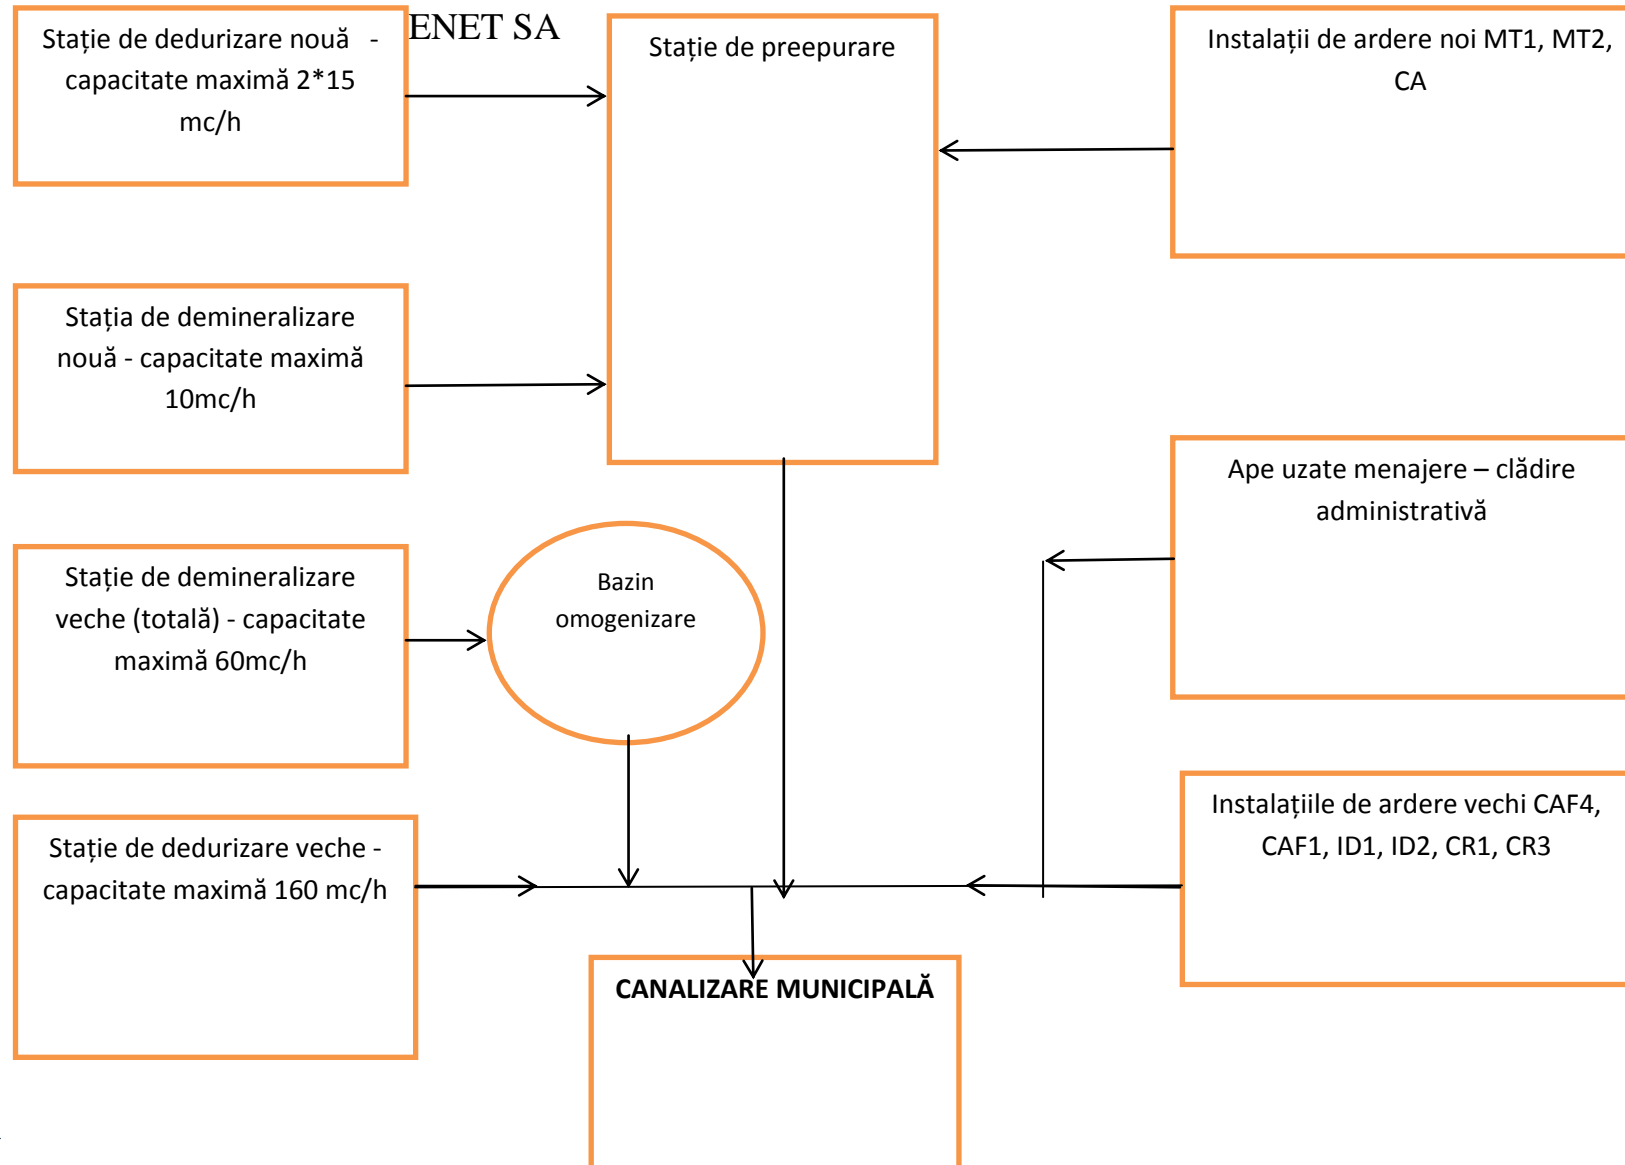 ENET SA
Stație de dedurizare nouă -
capacitate maximă 2*15
mc/h
Stație de preepurare
Instalații de ardere noi MT1, MT2,
CA
Stația de demineralizare
nouă - capacitate maximă
10mc/h
Ape uzate menajere – clădire
administrativă
Stație de demineralizare
veche (totală) - capacitate
maximă 60mc/h
Bazin
omogenizare
Instalațiile de ardere vechi CAF4,
CAF1, ID1, ID2, CR1, CR3
Stație de dedurizare veche -
capacitate maximă 160 mc/h
CANALIZARE MUNICIPALĂ